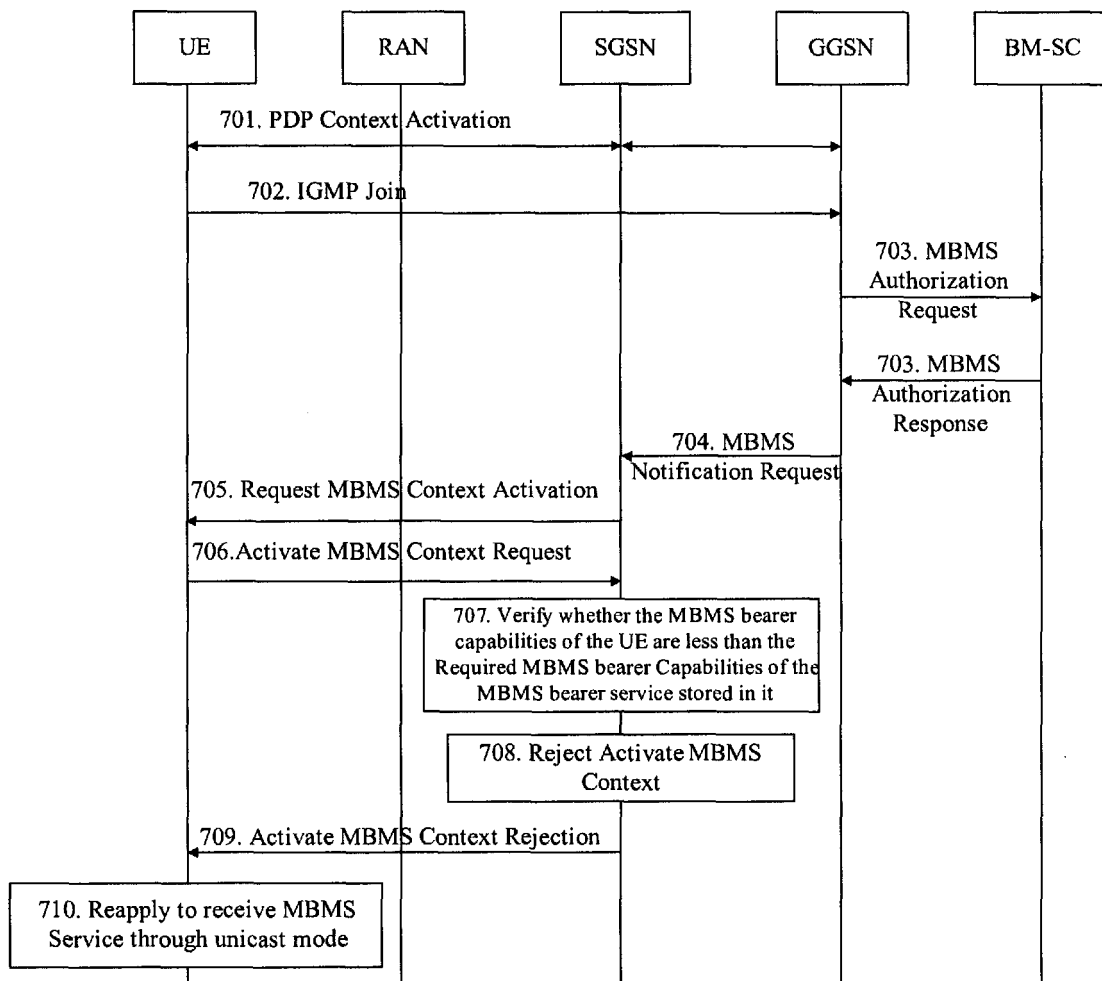 UE
RAN
SGSN
GGSN
BM-SC
701. PDP Context Activation
702. IGMP Join
703. MBMS
Authorization
Request
703. MBMS
Authorization
Response
704. MBMS
Notification Request
705. Request MBMS Context Activation
706.Activate MBMS Context Request
707. Verify whether the MBMS bearer
capabilities of the UE are less than the
Required MBMS bearer Capabilities of the
MBMS bearer service stored in it
708. Reject Activate MBMS
Context
709. Activate MBMS Context Rejection
710. Reapply to receive MBMS
Service through unicast mode